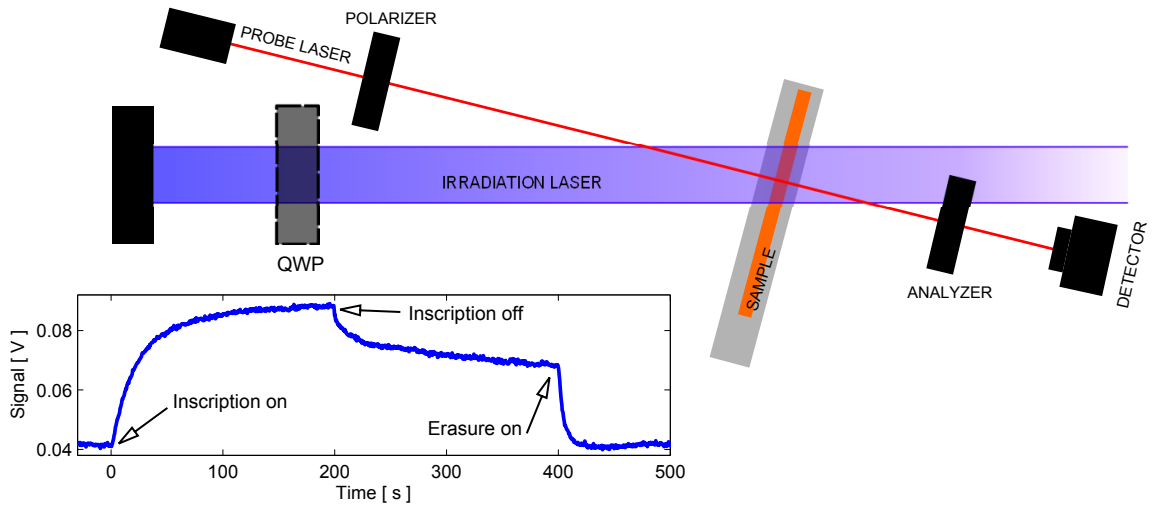 POLARIZER
PROBE LASER
IRRADIATION LASER
QWP
SAMPLE
ANALYZER
DETECTOR
Signal [ V ]
0.08
0.06
0.04
Inscription on
Inscription off
Erasure on
0 100 200 300 400 500
Time [ s ]